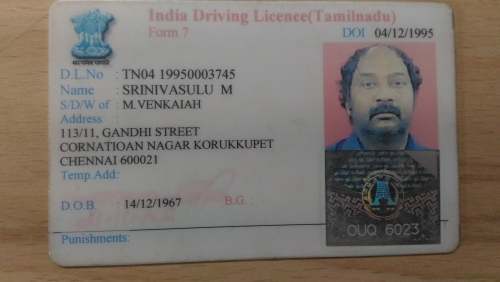 India Driving Licence(Tamilnadu)
Form 7
DOI 04/12/1995
D.L.No : TN04 19950003745
Name : SRINIVASULU M
S/D/W of : M.VENKAIAH
Address :
113/11, GANDHI STREET
CORNATIOAN NAGAR KORUKKUPET
CHENNAI 600021
Temp.Add:
D.O.B. : 14/12/1967 B.G. :
Punishments:
OUQ 6023